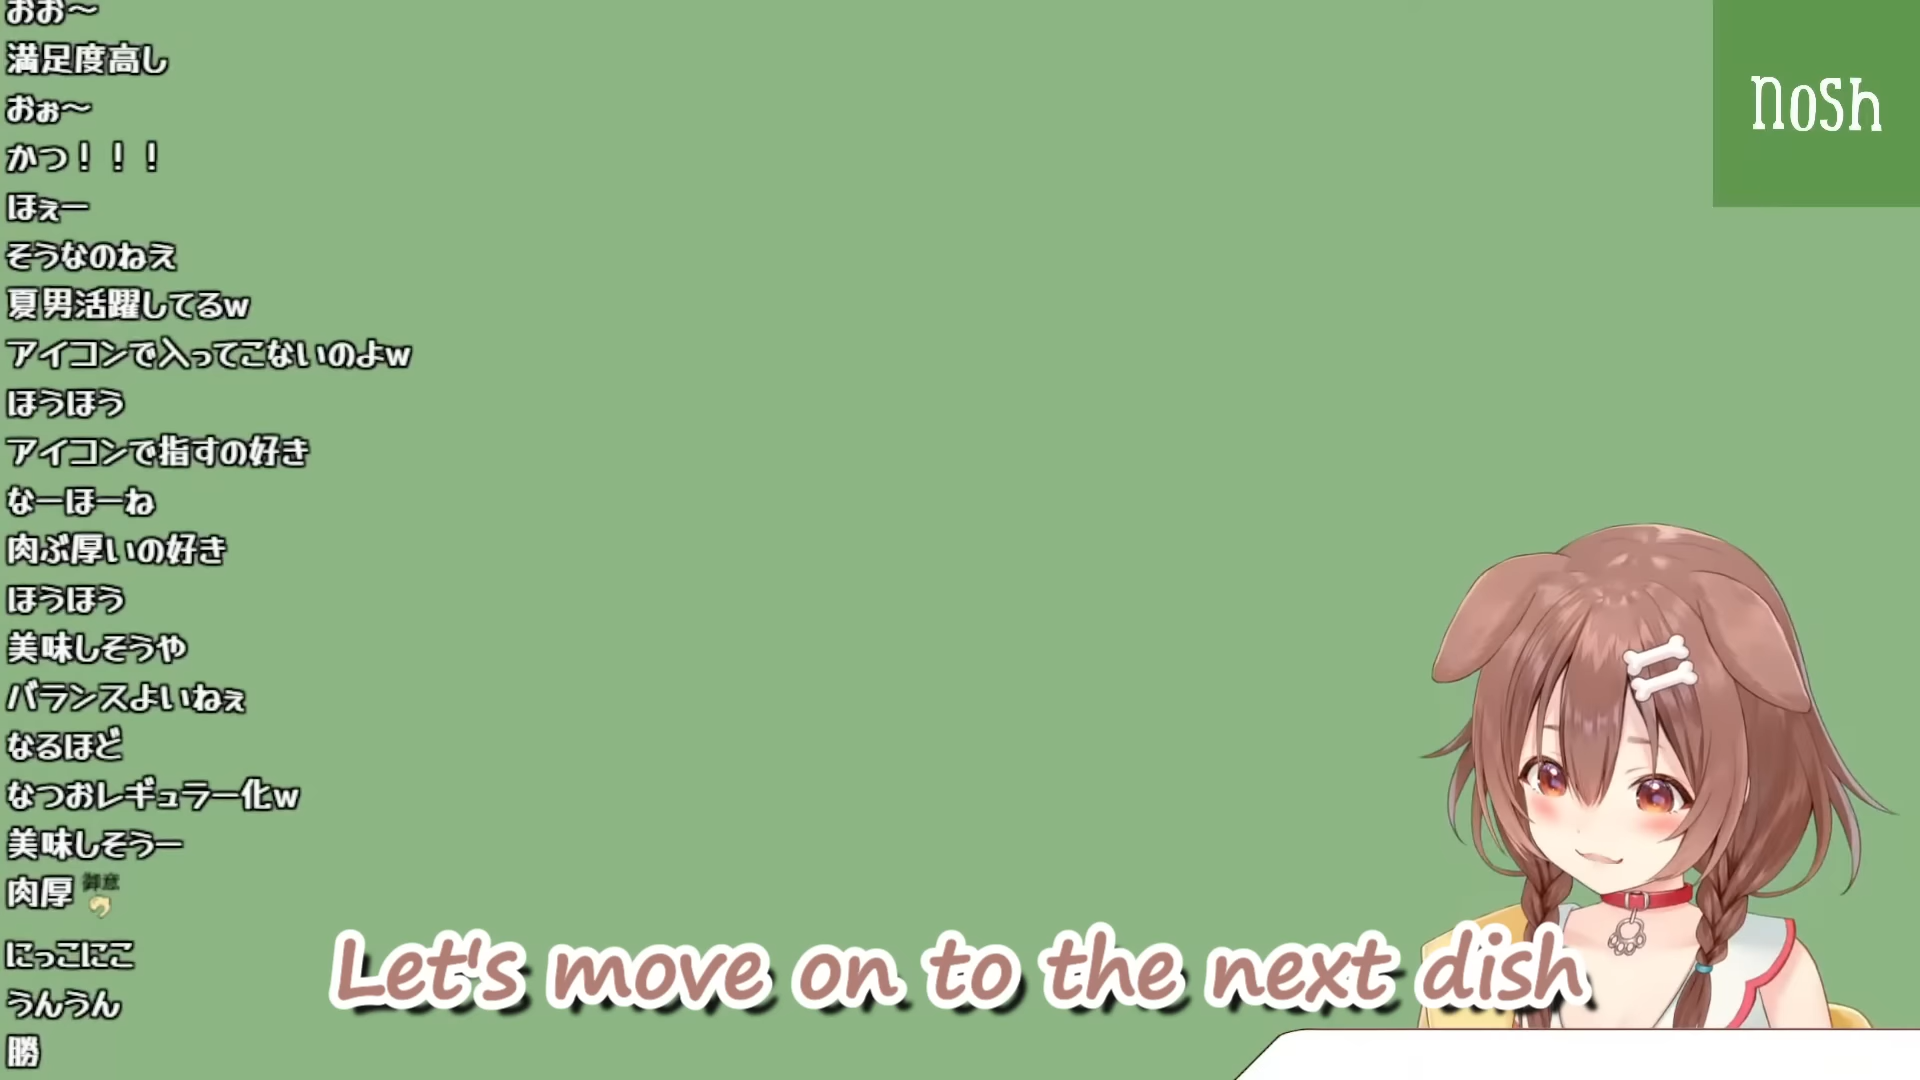 おお～
満足度高し
おぉ～
かつ！！！
ほぇー
そうなのねえ
夏男活躍してるw
アイコンで入ってこないのよw
ほうほう
アイコンで指すの好き
なーほーね
肉ぶ厚いの好き
ほうほう
美味しそうや
バランスよいねぇ
なるほど
なつおレギュラー化w
美味しそうー
肉厚 御意
にっこにこ
うんうん
勝
nosh
Let's move on to the next dish